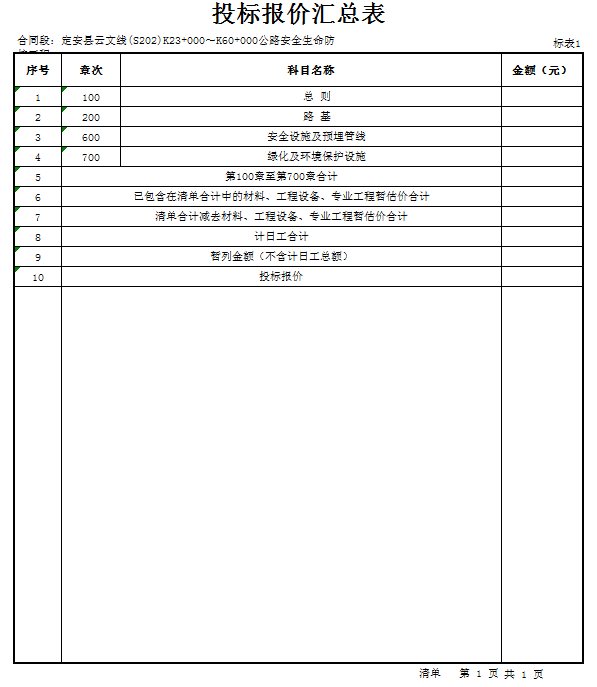 投标报价汇总表
合同段: 定安县云文线(S202)K23+000～K60+000公路安全生命防
标表1
序号 章次 科目名称 金额（元）
1 100 总 则
2 200 路 基
3 600 安全设施及预埋管线
4 700 绿化及环境保护设施
5 第100章至第700章合计
6 已包含在清单合计中的材料、工程设备、专业工程暂估价合计
7 清单合计减去材料、工程设备、专业工程暂估价合计
8 计日工合计
9 暂列金额（不含计日工总额）
10 投标报价
清单 第 1 页 共 1 页